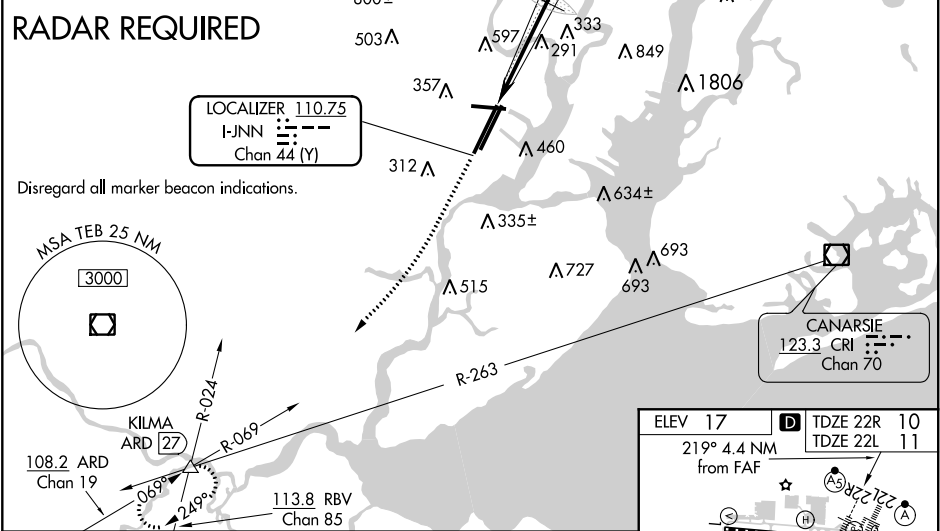 RADAR REQUIRED
503
597
333
291
849
357
1806
LOCALIZER 110.75
I-JNN
Chan 44 (Y)
460
312
Disregard all marker beacon indications.
634±
335±
MSA TEB 25 NM
3000
693
727
693
515
CANARSIE
123.3 CRI
Chan 70
R-263
R-024
R-069
KILMA
ARD 27
108.2 ARD
Chan 19
069°
249°
113.8 RBV
Chan 85
ELEV 17
D
TDZE 22R 10
TDZE 22L 11
219° 4.4 NM
from FAF
A5
22R
22L
A
H